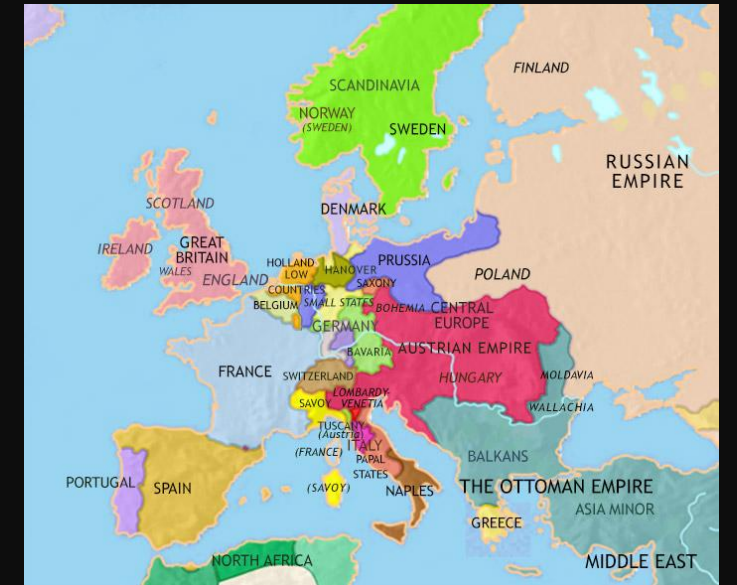 FINLAND
SCANDINAVIA
NORWAY
(SWEDEN)
SWEDEN
RUSSIAN
EMPIRE
SCOTLAND
DENMARK
IRELAND
GREAT
BRITAIN
WALES
ENGLAND
HOLLAND
LOW
COUNTRIES
BELGIUM
HANOVER
PRUSSIA
SAXONY
POLAND
SMALL STATES
BOHEMIA
CENTRAL
EUROPE
GERMANY
BAVARIA
AUSTRIAN EMPIRE
FRANCE
SWITZERLAND
HUNGARY
MOLDAVIA
LOMBARDY-
VENETIA
SAVOY
WALLACHIA
TUSCANY
(Austria)
ITALY
(FRANCE)
PAPAL
STATES
BALKANS
PORTUGAL
SPAIN
(SAVOY)
NAPLES
THE OTTOMAN EMPIRE
ASIA MINOR
GREECE
NORTH AFRICA
MIDDLE EAST